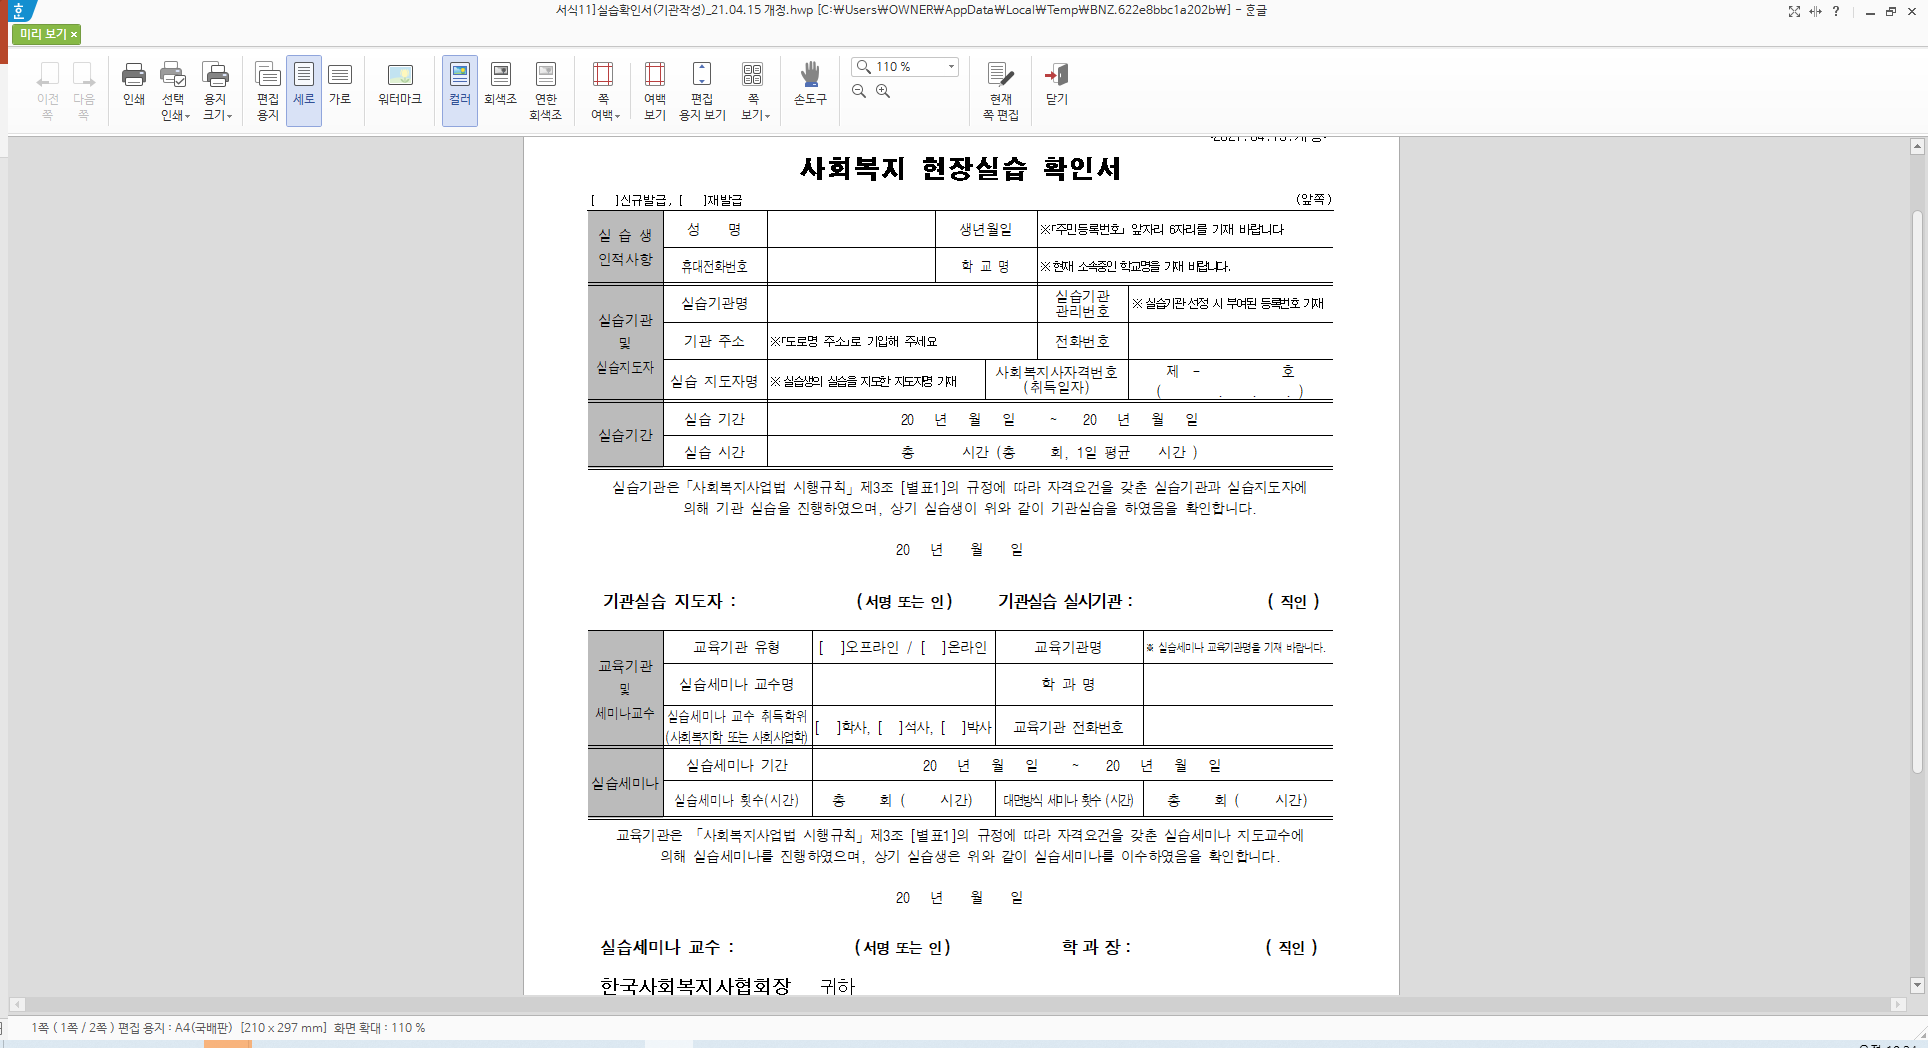 서식11]실습확인서(기관작성)_21.04.15 개정.hwp [C:₩Users₩OWNER₩AppData₩Local₩Temp₩BNZ.622e8bbc1a202b₩] - 훈글
미리 보기 ×
이전 쪽
다음 쪽
인쇄
선택 인쇄
용지 크기
편집 용지
세로
가로
워터마크
컬러
회색조
연한 회색조
쪽 여백
여백 보기
편집 용지 보기
쪽 보기
손도구
110 %
현재 쪽 편집
닫기
사회복지 현장실습 확인서
[ ]신규발급, [ ]재발급 (앞쪽)
실 습 생 인적사항
성 명 생년월일 ※「주민등록번호」 앞자리 6자리를 기재 바랍니다
휴대전화번호 학 교 명 ※ 현재 소속중인 학교명을 기재 바랍니다.
실습기관 및 실습지도자
실습기관명 실습기관 관리번호 ※ 실습기관 선정 시 부여된 등록번호 기재
기관 주소 ※「도로명 주소」로 기입해 주세요 전화번호
실습 지도자명 ※ 실습생의 실습을 지도한 지도자명 기재 사회복지사자격번호 (취득일자) 제 - 호 ( . . . )
실습기간
실습 기간 20 년 월 일 ~ 20 년 월 일
실습 시간 총 시간 (총 회, 1일 평균 시간 )
실습기관은「사회복지사업법 시행규칙」제3조 [별표1]의 규정에 따라 자격요건을 갖춘 실습기관과 실습지도자에
의해 기관 실습을 진행하였으며, 상기 실습생이 위와 같이 기관실습을 하였음을 확인합니다.
20 년 월 일
기관실습 지도자 : (서명 또는 인) 기관실습 실시기관 : ( 직인 )
교육기관 및 세미나교수
교육기관 유형 [ ]오프라인 / [ ]온라인 교육기관명 ※ 실습세미나 교육기관명을 기재 바랍니다.
실습세미나 교수명 학 과 명
실습세미나 교수 취득학위 (사회복지학 또는 사회사업학) [ ]학사, [ ]석사, [ ]박사 교육기관 전화번호
실습세미나
실습세미나 기간 20 년 월 일 ~ 20 년 월 일
실습세미나 횟수(시간) 총 회 ( 시간) 대면방식 세미나 횟수 (시간) 총 회 ( 시간)
교육기관은 「사회복지사업법 시행규칙」제3조 [별표1]의 규정에 따라 자격요건을 갖춘 실습세미나 지도교수에
의해 실습세미나를 진행하였으며, 상기 실습생은 위와 같이 실습세미나를 이수하였음을 확인합니다.
20 년 월 일
실습세미나 교수 : (서명 또는 인) 학 과 장 : ( 직인 )
한국사회복지사협회장 귀하
1쪽 ( 1쪽 / 2쪽 ) 편집 용지 : A4(국배판) [210 x 297 mm] 화면 확대 : 110 %